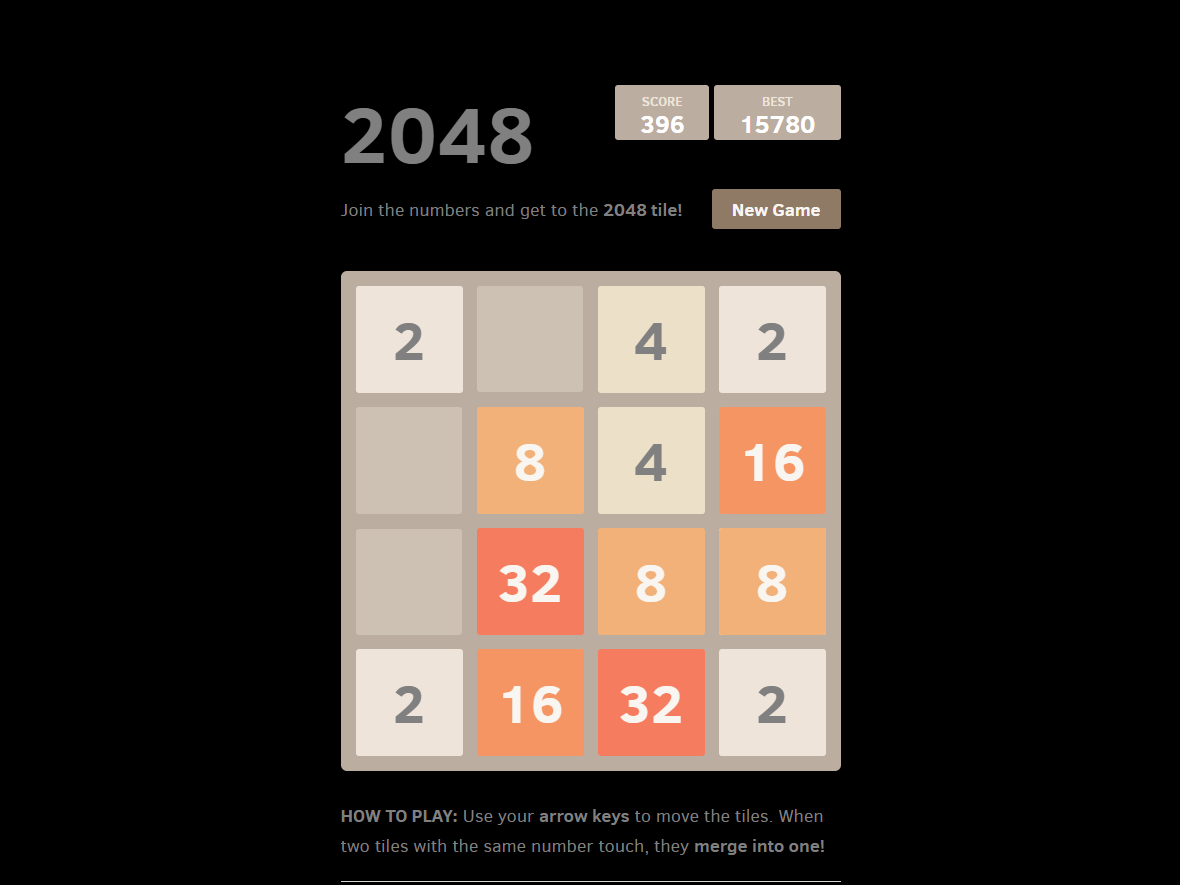 2048
SCORE
396
BEST
15780
Join the numbers and get to the 2048 tile!
New Game
2 4 2
8 4 16
32 8 8
2 16 32 2
HOW TO PLAY: Use your arrow keys to move the tiles. When
two tiles with the same number touch, they merge into one!